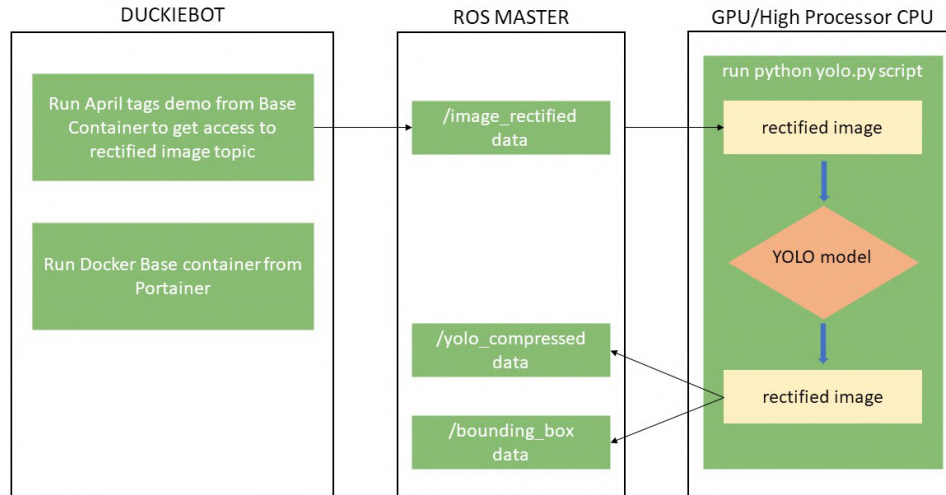 DUCKIEBOT
Run April tags demo from Base
Container to get access to
rectified image topic
Run Docker Base container from
Portainer
ROS MASTER
/image_rectified
data
/yolo_compressed
data
/bounding_box
data
GPU/High Processor CPU
run python yolo.py script
rectified image
YOLO model
rectified image